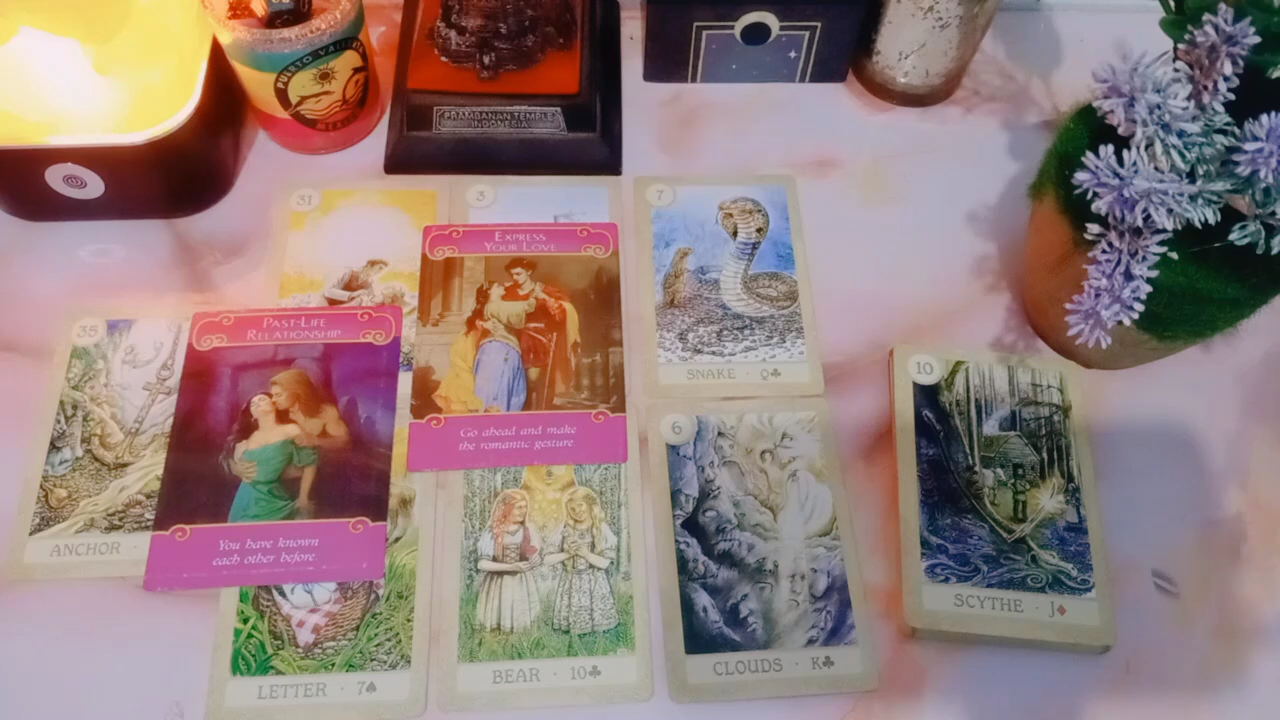 PUERTO VALLARTA
MEXICO
PRAMBANAN TEMPLE
INDONESIA
31
3
7
EXPRESS
YOUR LOVE
35
PAST-LIFE
RELATIONSHIP
SNAKE · Q♣
10
Go ahead and make
the romantic gesture.
6
ANCHOR ·
You have known
each other before
SCYTHE · J♦
LETTER · 7♠
BEAR · 10♣
CLOUDS · K♣